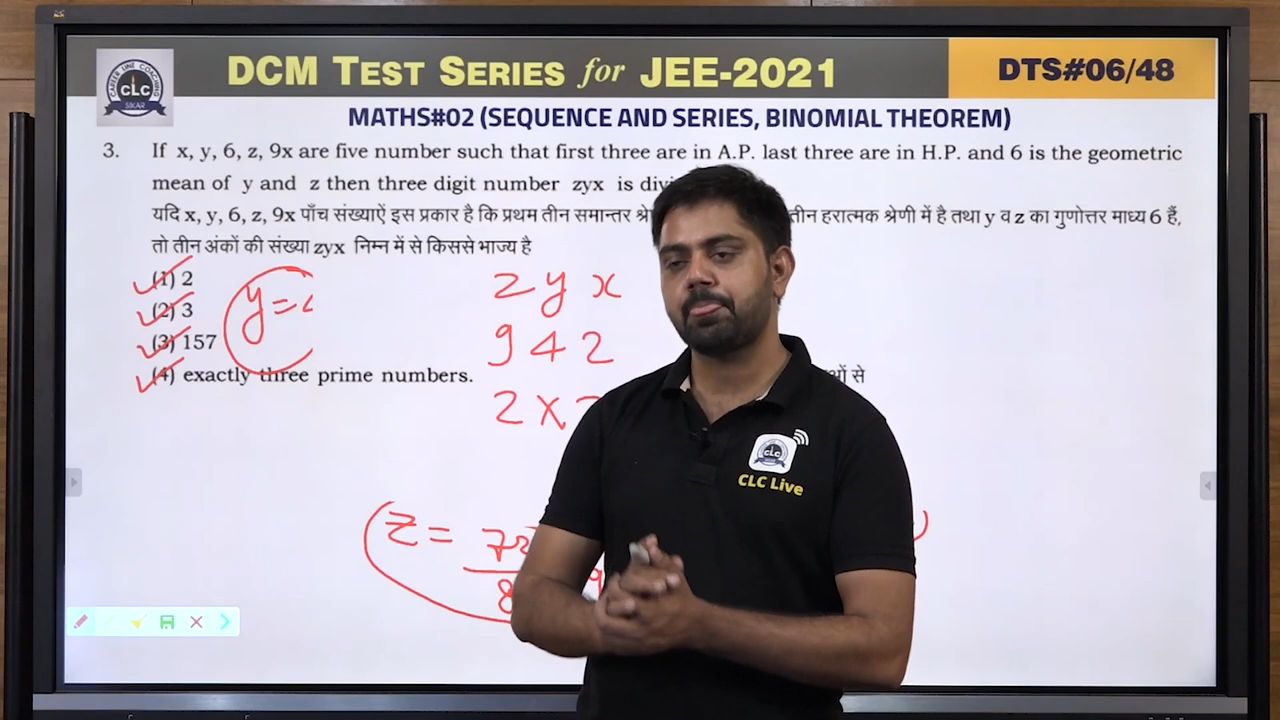 DCM TEST SERIES for JEE-2021
DTS#06/48
CAREER LINE COACHING
CLC
SIKAR
MATHS#02 (SEQUENCE AND SERIES, BINOMIAL THEOREM)
3. If x, y, 6, z, 9x are five number such that first three are in A.P. last three are in H.P. and 6 is the geometric
mean of y and z then three digit number zyx is
यदि x, y, 6, z, 9x पाँच संख्याऐं इस प्रकार है कि प्रथम तीन समान्तर तीन हरात्मक श्रेणी में है तथा y व z का गुणोत्तर माध्य 6 हैं,
तो तीन अंकों की संख्या zyx निम्न में से किससे भाज्य है
(1) 2
(2) 3
(3) 157
(4) exactly three prime numbers. से
y =
z y x
9 4 2
2 x
z = 72
8
CLC
CLC Live